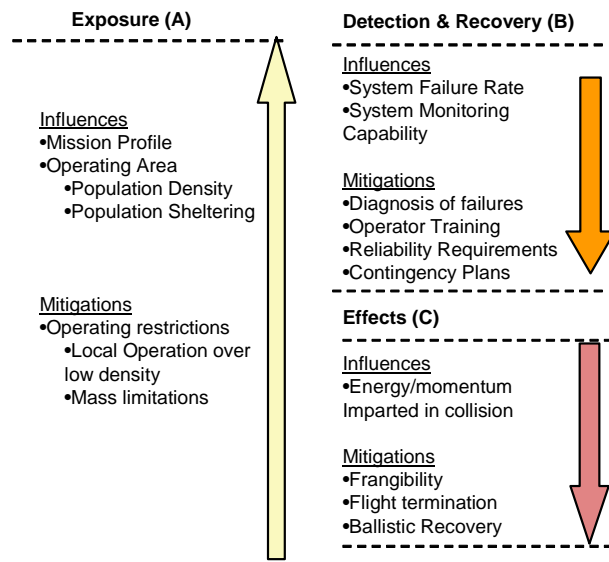 Exposure (A)
Influences
•Mission Profile
•Operating Area
•Population Density
•Population Sheltering
Mitigations
•Operating restrictions
•Local Operation over
low density
•Mass limitations
Detection & Recovery (B)
Influences
•System Failure Rate
•System Monitoring
Capability
Mitigations
•Diagnosis of failures
•Operator Training
•Reliability Requirements
•Contingency Plans
Effects (C)
Influences
•Energy/momentum
Imparted in collision
Mitigations
•Frangibility
•Flight termination
•Ballistic Recovery